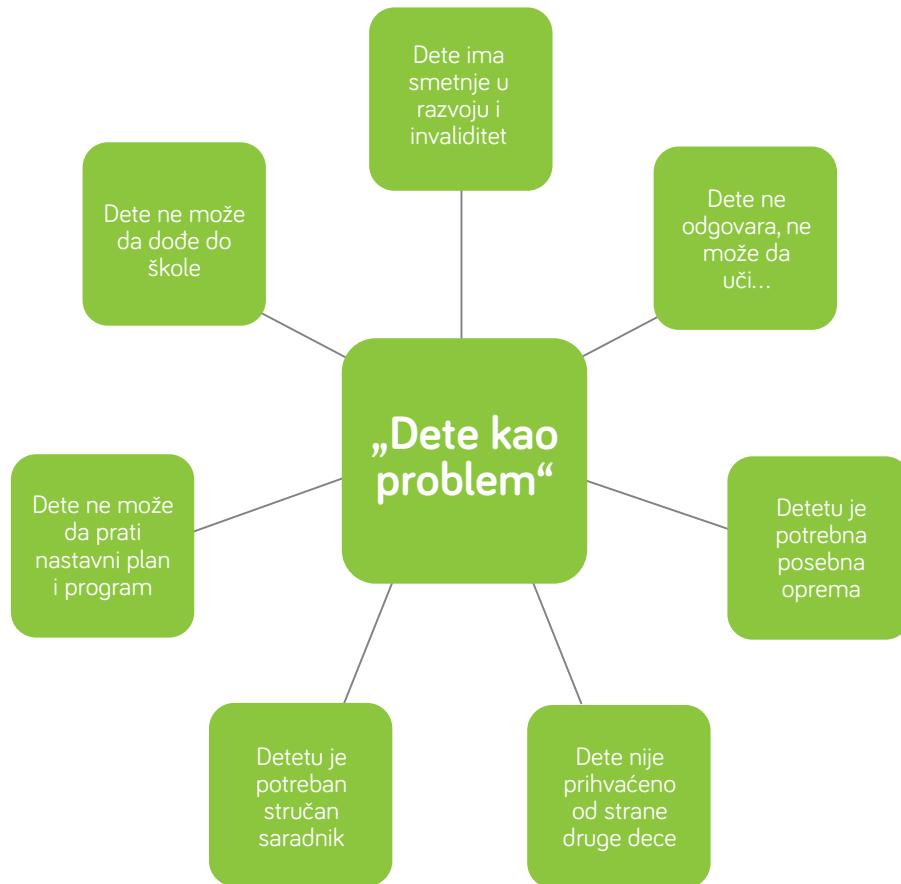 Dete ima
smetnje u
razvoju i
invaliditet
Dete ne
odgovara, ne
može da
uči...
Detetu je
potrebna
posebna
oprema
Dete nije
prihvaćeno
od strane
druge dece
Detetu je
potreban
stručan
saradnik
Dete ne može
da prati
nastavni plan
i program
Dete ne može
da dođe do
škole
„Dete kao
problem“